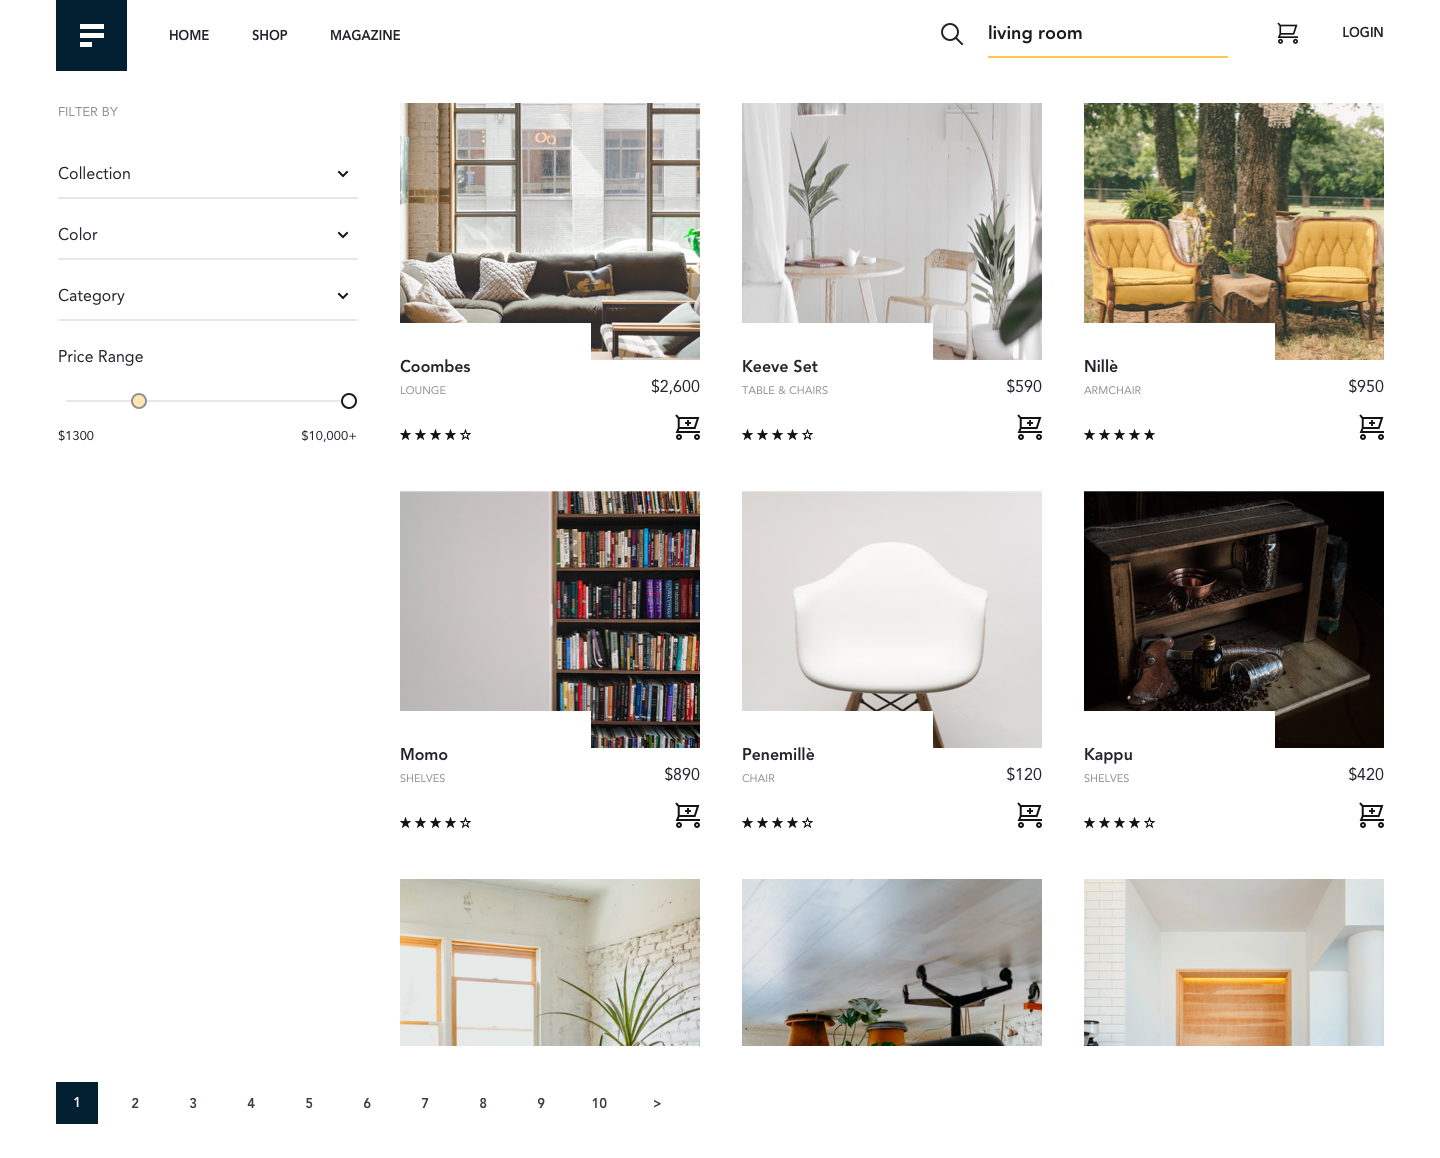 HOME
SHOP
MAGAZINE
living room
LOGIN
FILTER BY
Collection
Color
Category
Price Range
$1300
$10,000+
Coombes
LOUNGE
$2,600
Keeve Set
TABLE & CHAIRS
$590
Nillè
ARMCHAIR
$950
Momo
SHELVES
$890
Penemillè
CHAIR
$120
Kappu
SHELVES
$420
1 2 3 4 5 6 7 8 9 10 >